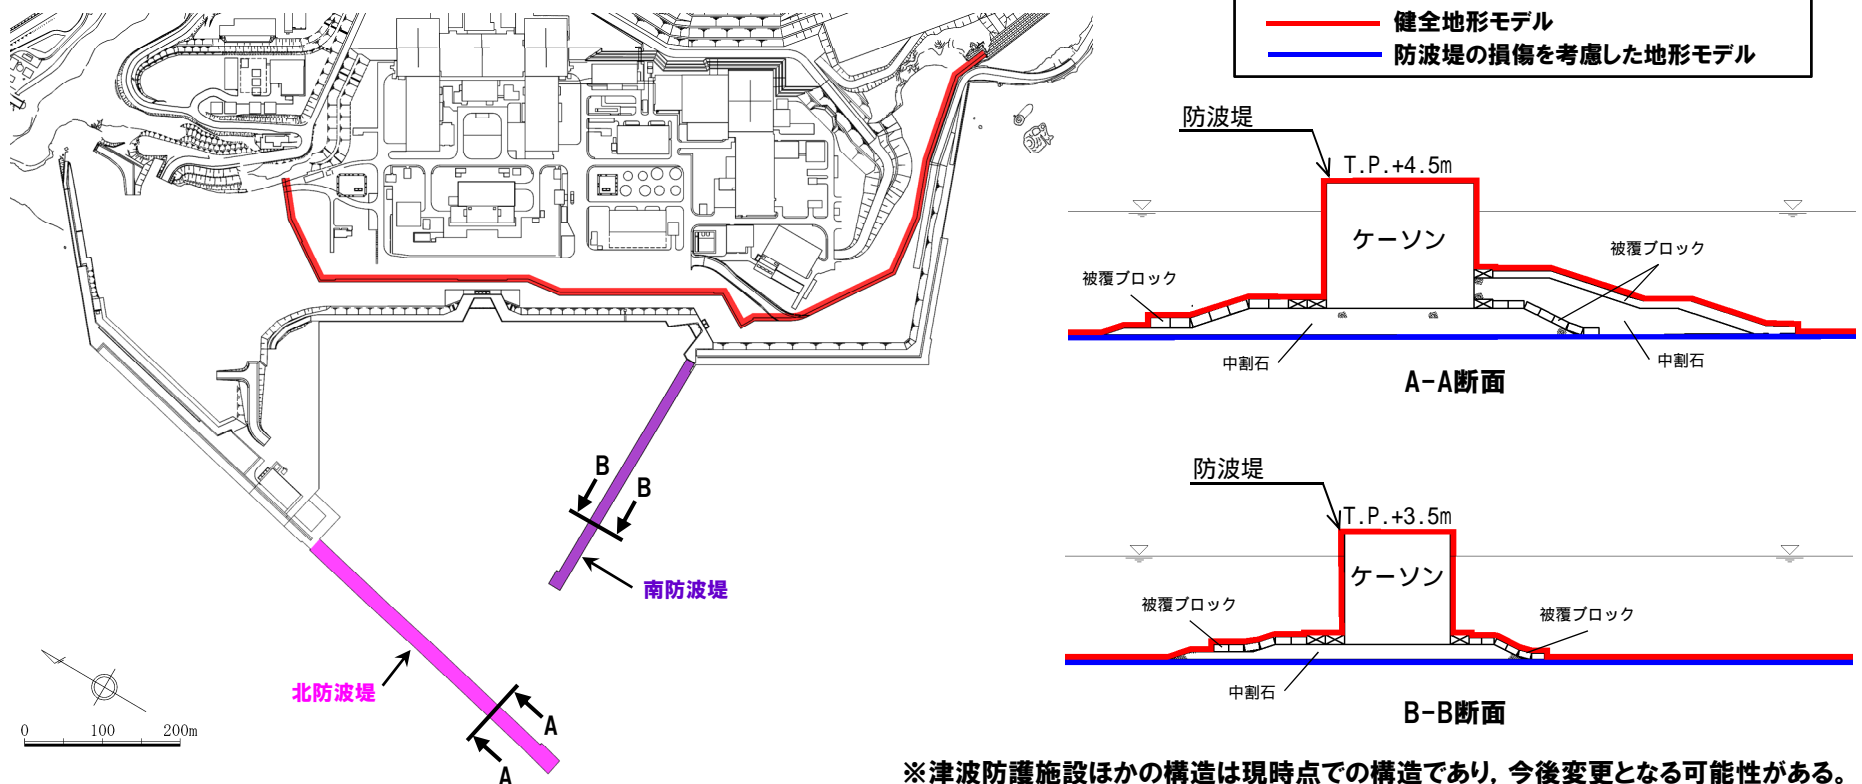 健全地形モデル
防波堤の損傷を考慮した地形モデル
防波堤
T.P.+4.5m
ケーソン
被覆ブロック
被覆ブロック
中割石
中割石
A-A断面
防波堤
T.P.+3.5m
ケーソン
被覆ブロック
被覆ブロック
中割石
B-B断面
B
B
南防波堤
北防波堤
A
A
0 100 200m
※津波防護施設ほかの構造は現時点での構造であり, 今後変更となる可能性がある。